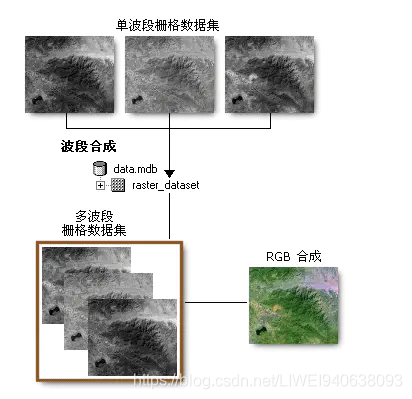 单波段栅格数据集
波段合成
data.mdb
raster_dataset
多波段
栅格数据集
RGB 合成
https://blog.csdn.net/LIWEI940638093